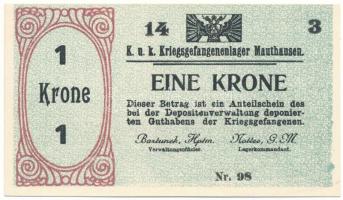 14 3
K. u. k. Kriegsgefangenenlager Mauthausen.
1
Krone
1
EINE KRONE
Dieser Betrag ist ein Anteilschein des
bei der Depositenverwaltung deponier-
ten Guthabens der Kriegsgefangenen.
Bartunek, Hptm. Nottes, G. M.
Verwaltungsoffizier. Lagerkommandant.
Nr. 98